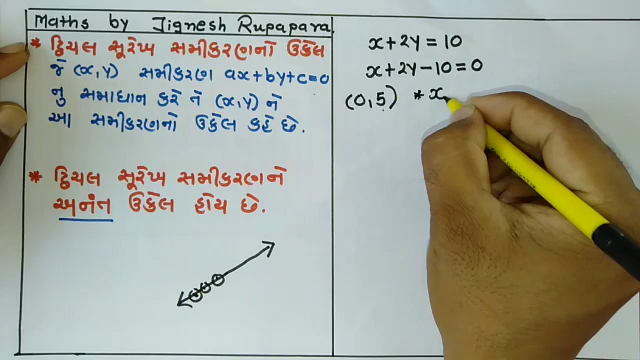 Maths by Jignesh Rupapara.
* દ્વિચલ સુરેખ સમીકરણનો ઉકેલ
જે (x,y) સમીકરણ ax+by+c=0
નુ સમાધાન કરે ને (x,y) ને
આ સમીકરણનો ઉકેલ કહે છે.
* દ્વિચલ સુરેખ સમીકરણને
અનંત ઉકેલ હોય છે.
x+2y=10
x+2y-10=0
(0,5) * x